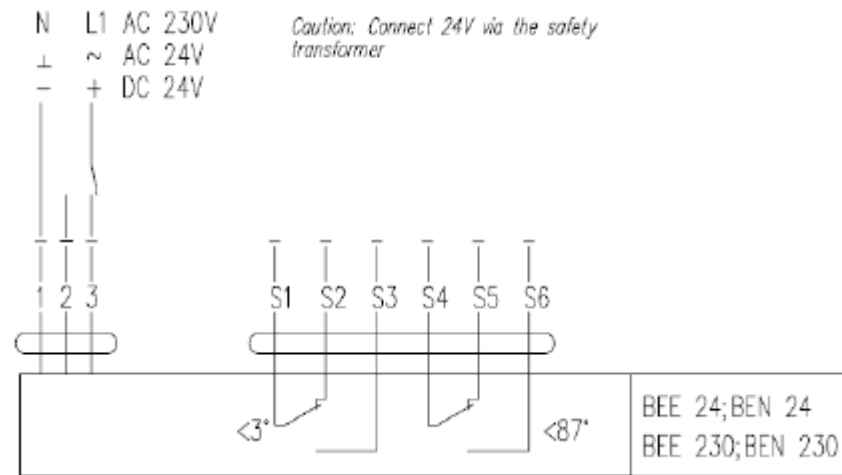 N L1 AC 230V
⊥ ~ AC 24V
− + DC 24V
Caution: Connect 24V via the safety
transformer
1 2 3 S1 S2 S3 S4 S5 S6
<3° <87°
BEE 24;BEN 24
BEE 230;BEN 230